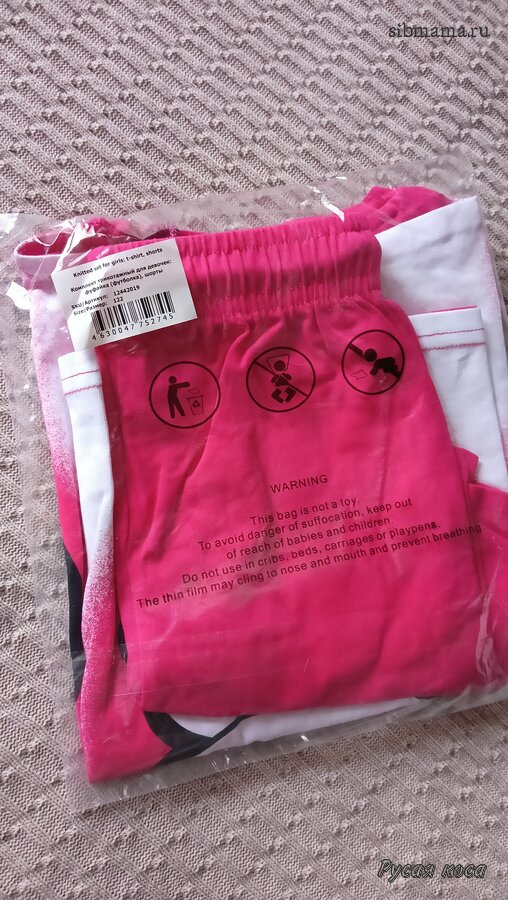 sibmama.ru
Knitted set for girls: t-shirt, shorts
Комплект трикотажный для девочек:
фуфайка (футболка), шорты
SKU/Артикул: 12442019
Size/Размер: 122
4 630047 752745
WARNING
This bag is not a toy.
To avoid danger of suffocation, keep out
of reach of babies and children
Do not use in cribs, beds, carriages or playpens.
The thin film may cling to nose and mouth and prevent breathing
Русая коса